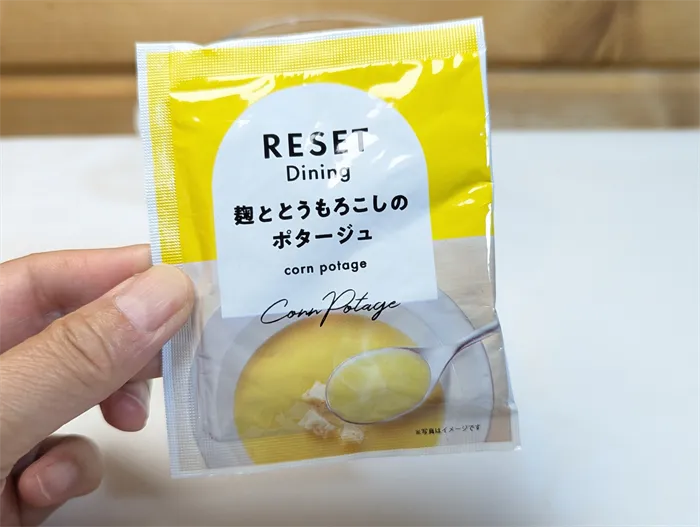 RESET
Dining
麹ととうもろこしの
ポタージュ
corn potage
Corn Potage
※写真はイメージです